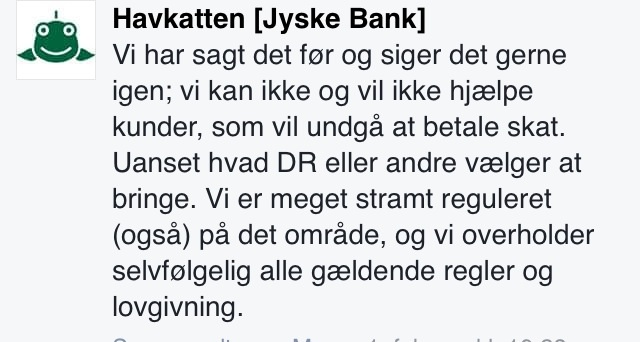 Havkatten [Jyske Bank]
Vi har sagt det før og siger det gerne
igen; vi kan ikke og vil ikke hjælpe
kunder, som vil undgå at betale skat.
Uanset hvad DR eller andre vælger at
bringe. Vi er meget stramt reguleret
(også) på det område, og vi overholder
selvfølgelig alle gældende regler og
lovgivning.